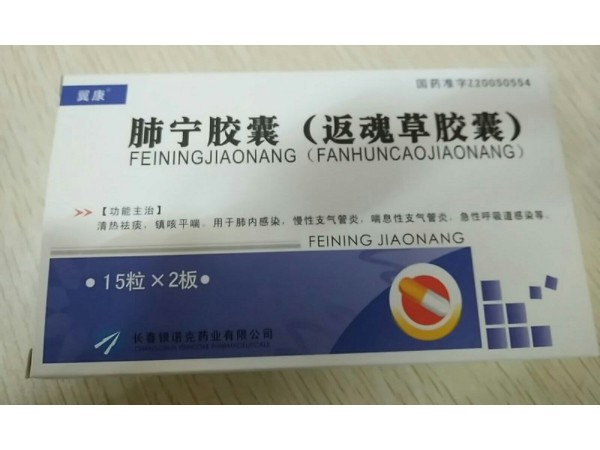 国药准字Z20050554
翼康®
肺宁胶囊（返魂草胶囊）
FEININGJIAONANG（FANHUNCAOJIAONANG）
【功能主治】
清热祛痰，镇咳平喘。用于肺内感染，慢性支气管炎，喘息性支气管炎，急性呼吸道感染等。
FEINING JIAONANG
●15粒×2板●
长春银诺克药业有限公司